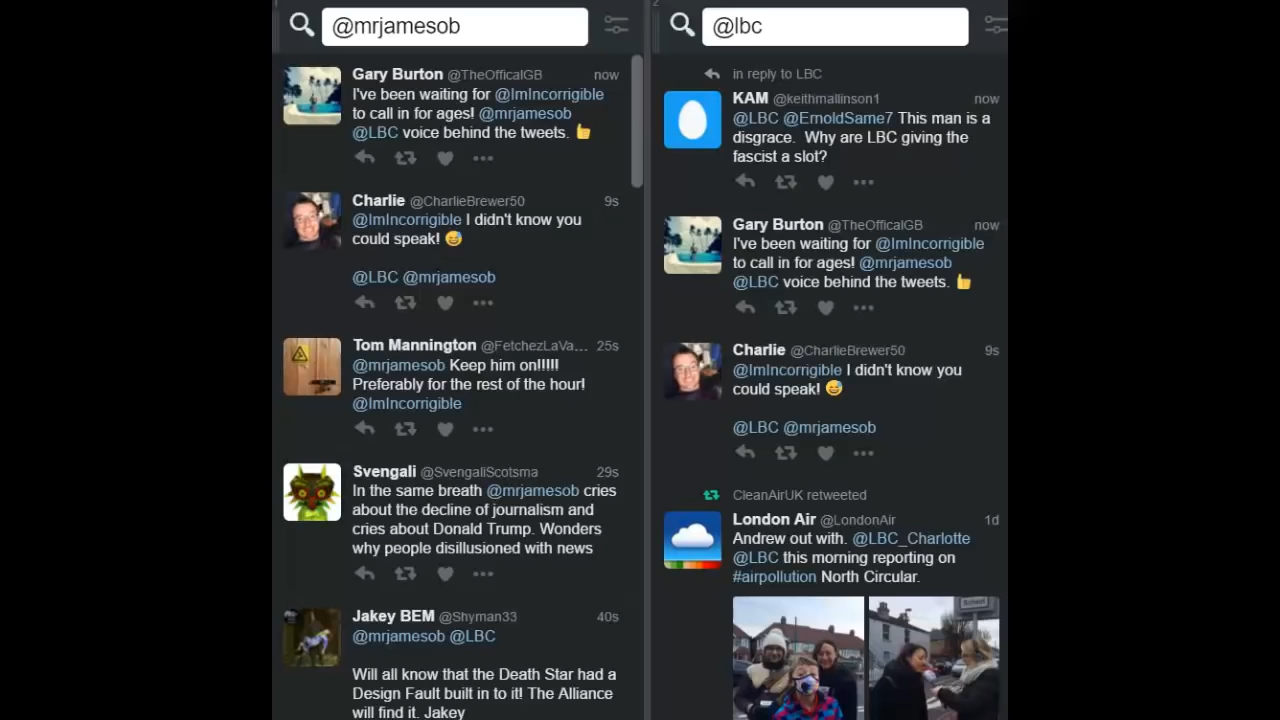 1
@mrjamesob
Gary Burton @TheOfficalGB now
I've been waiting for @ImIncorrigible
to call in for ages! @mrjamesob
@LBC voice behind the tweets. 👍
Charlie @CharlieBrewer50 9s
@ImIncorrigible I didn't know you
could speak! 😅
@LBC @mrjamesob
Tom Mannington @FetchezLaVa... 25s
@mrjamesob Keep him on!!!!!
Preferably for the rest of the hour!
@ImIncorrigible
Svengali @SvengaliScotsma 29s
In the same breath @mrjamesob cries
about the decline of journalism and
cries about Donald Trump. Wonders
why people disillusioned with news
Jakey BEM @Shyman33 40s
@mrjamesob @LBC
Will all know that the Death Star had a
Design Fault built in to it! The Alliance
will find it. Jakey
2
@lbc
in reply to LBC
KAM @keithmallinson1 now
@LBC @ErnoldSame7 This man is a
disgrace. Why are LBC giving the
fascist a slot?
Gary Burton @TheOfficalGB now
I've been waiting for @ImIncorrigible
to call in for ages! @mrjamesob
@LBC voice behind the tweets. 👍
Charlie @CharlieBrewer50 9s
@ImIncorrigible I didn't know you
could speak! 😅
@LBC @mrjamesob
CleanAirUK retweeted
London Air @LondonAir 1d
Andrew out with. @LBC_Charlotte
@LBC this morning reporting on
#airpollution North Circular.
School